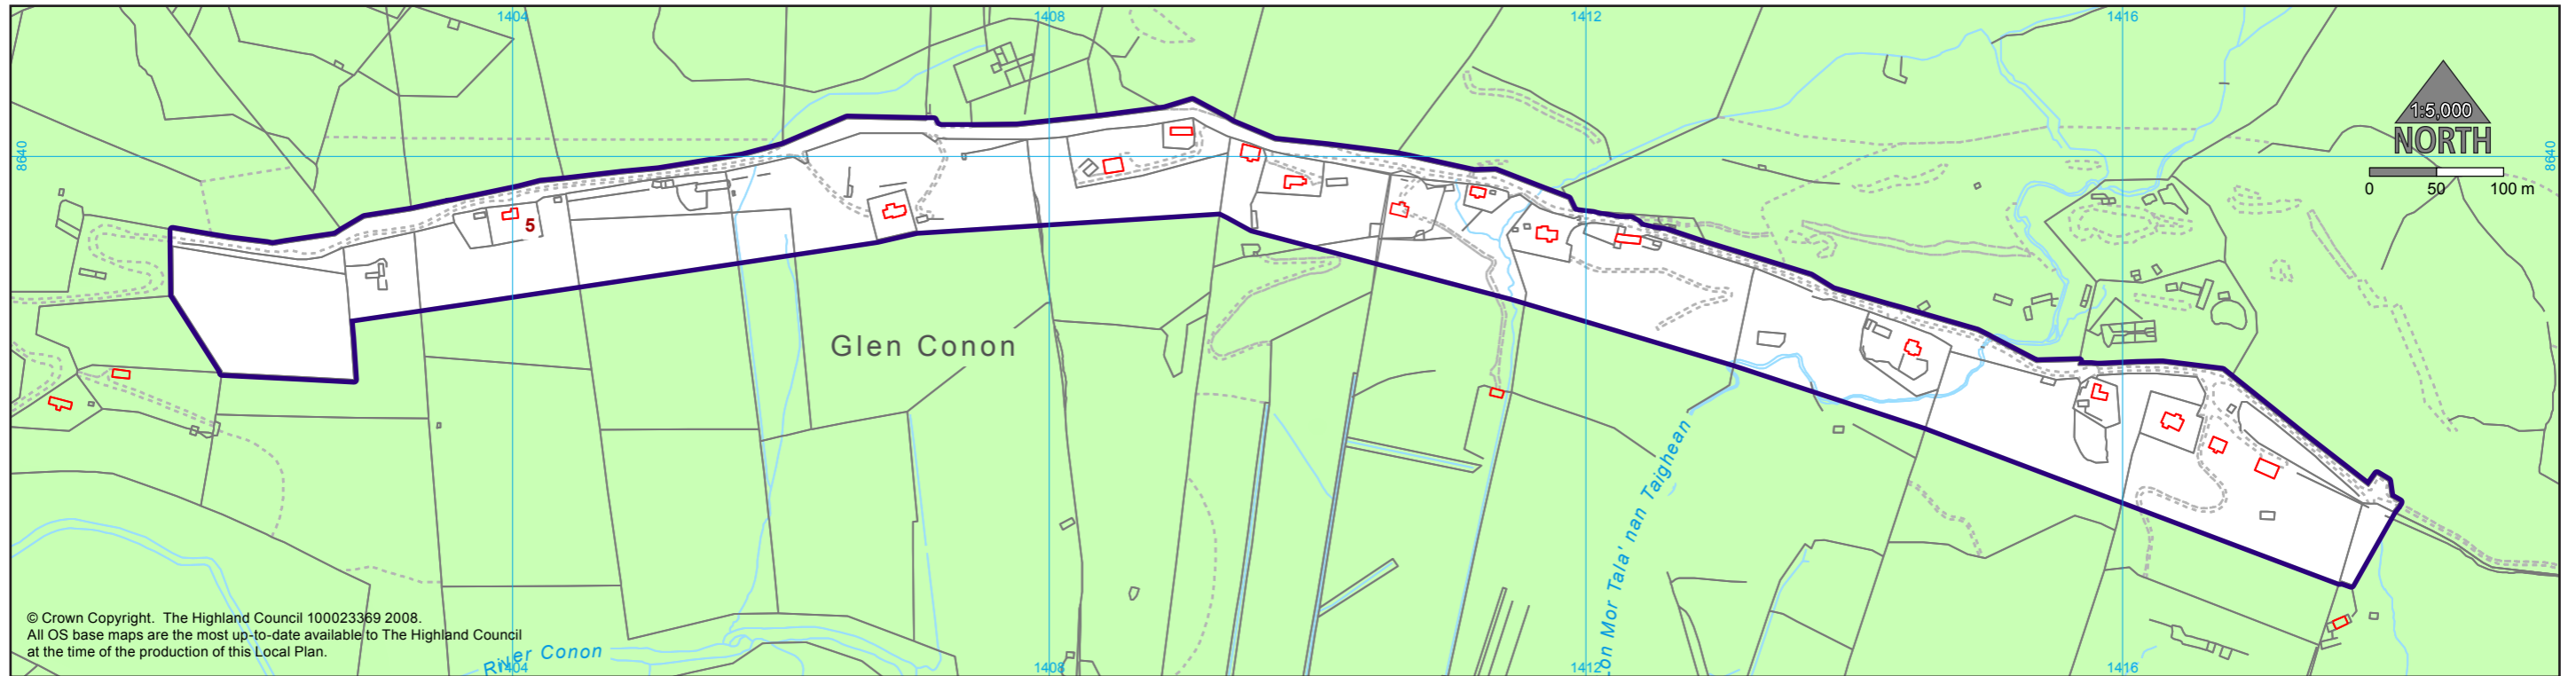 1404
1408
1412
1416
8640
8640
1:5,000
NORTH
0 50 100 m
5
Glen Conon
Lòn Mor Tala' nan Taighean
© Crown Copyright. The Highland Council 100023369 2008.
All OS base maps are the most up-to-date available to The Highland Council
at the time of the production of this Local Plan.
River Conon
1404
1408
1412
1416